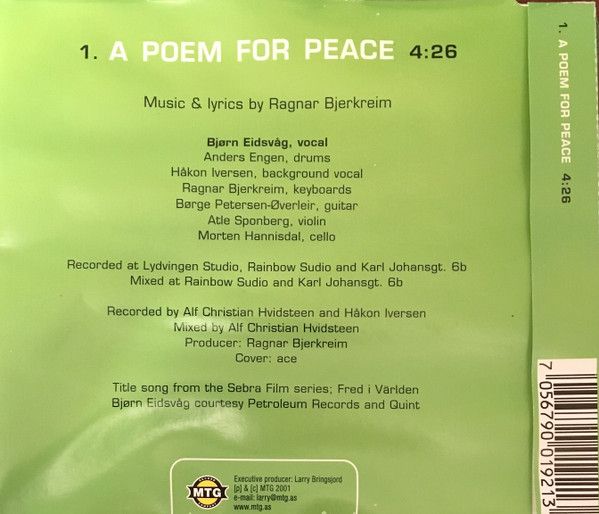 1. A POEM FOR PEACE 4:26
Music & lyrics by Ragnar Bjerkreim
Bjørn Eidsvåg, vocal
Anders Engen, drums
Håkon Iversen, background vocal
Ragnar Bjerkreim, keyboards
Børge Petersen-Øverleir, guitar
Atle Sponberg, violin
Morten Hannisdal, cello
Recorded at Lydvingen Studio, Rainbow Sudio and Karl Johansgt. 6b
Mixed at Rainbow Sudio and Karl Johansgt. 6b
Recorded by Alf Christian Hvidsteen and Håkon Iversen
Mixed by Alf Christian Hvidsteen
Producer: Ragnar Bjerkreim
Cover: ace
Title song from the Sebra Film series; Fred i Världen
Bjørn Eidsvåg courtesy Petroleum Records and Quint
MTG
Executive producer: Larry Bringsjord
[p] & [c] MTG 2001
e-mail: larry@mtg.as
www.mtg.as
1. A POEM FOR PEACE 4:26
7 056790 019213